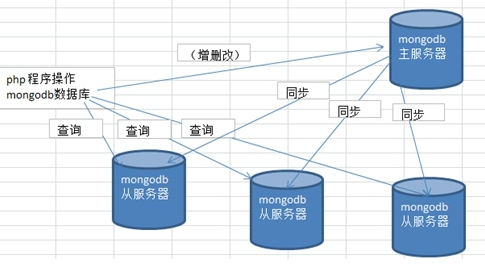 mongodb
主服务器
（增删改）
php 程序操作
mongodb数据库
同步
同步
同步
查询
查询
查询
mongodb
从服务器
mongodb
从服务器
mongodb
从服务器